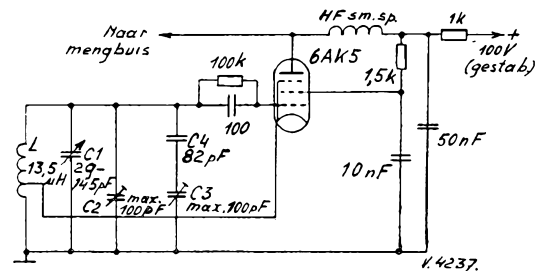 Naar
mengbuis
HF sm.sp.
1k
+
100V
(gestab.)
6AK5
1,5k
100k
100
50nF
10nF
L
13,5
µH
C1
29-
145pF
C2
max.
100pF
C4
82pF
C3
max.100pF
V.4237.